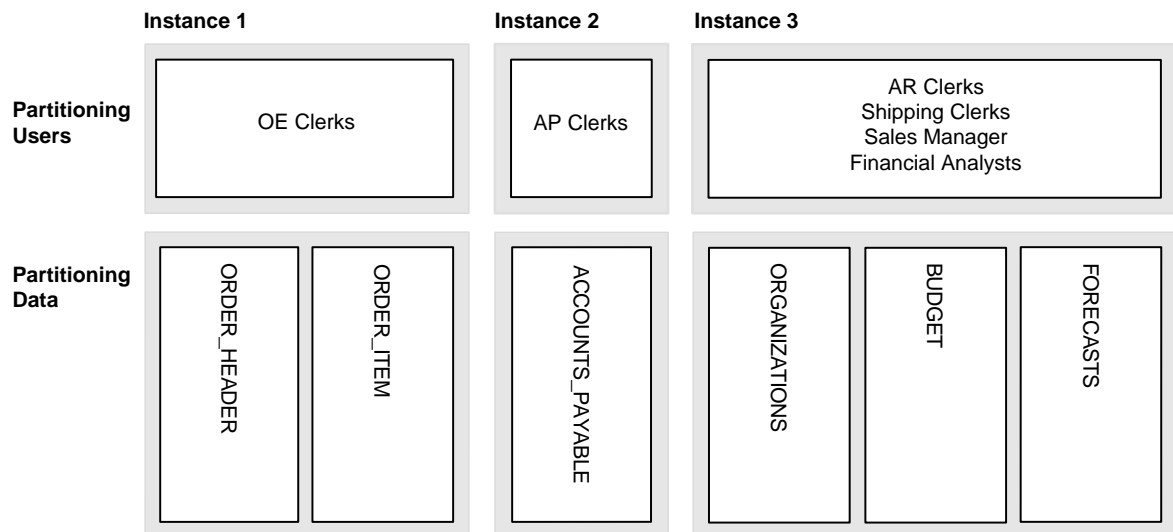 Instance 1
Instance 2
Instance 3
Partitioning
Users
OE Clerks
AP Clerks
AR Clerks
Shipping Clerks
Sales Manager
Financial Analysts
Partitioning
Data
ORDER_HEADER
ORDER_ITEM
ACCOUNTS_PAYABLE
ORGANIZATIONS
BUDGET
FORECASTS